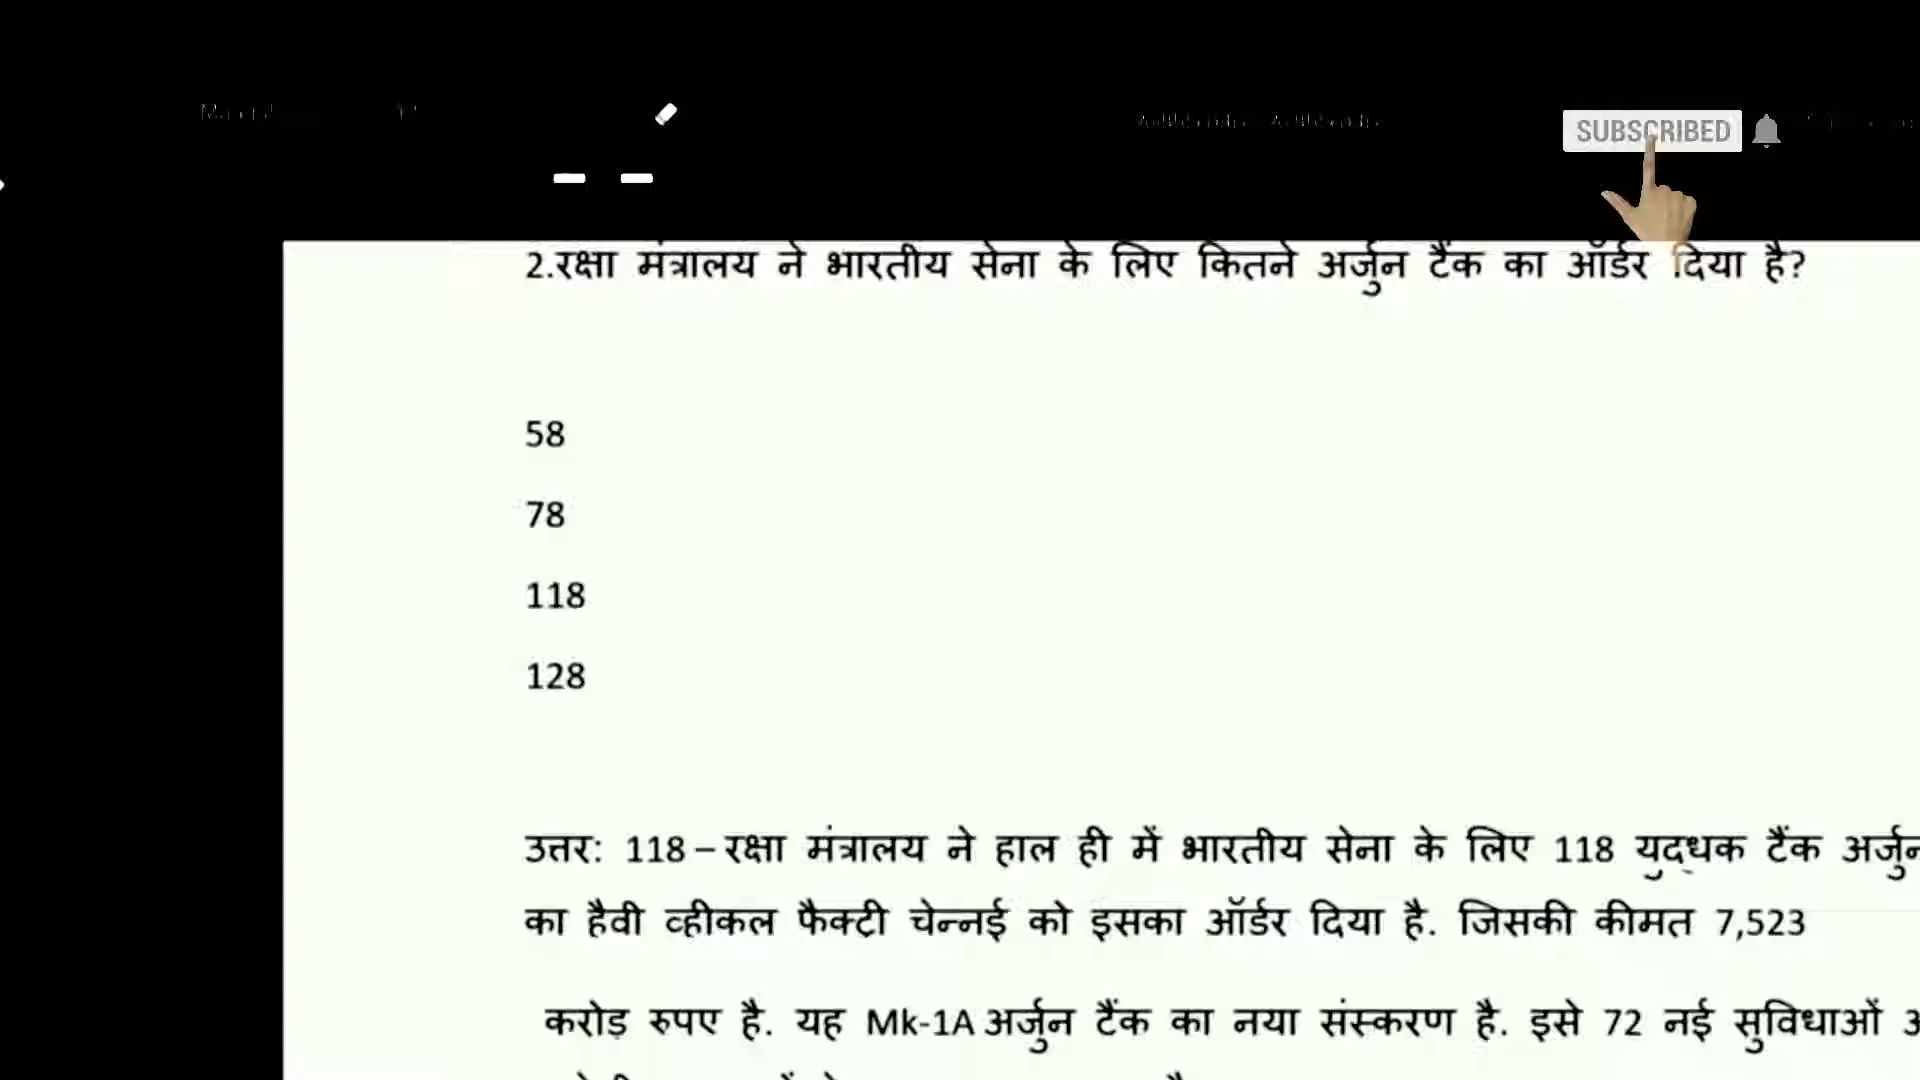 SUBSCRIBED
2.रक्षा मंत्रालय ने भारतीय सेना के लिए कितने अर्जुन टैंक का ऑर्डर दिया है?
58
78
118
128
उत्तर: 118 – रक्षा मंत्रालय ने हाल ही में भारतीय सेना के लिए 118 युद्धक टैंक अर्जुन
का हैवी व्हीकल फैक्ट्री चेन्नई को इसका ऑर्डर दिया है. जिसकी कीमत 7,523
करोड़ रुपए है. यह Mk-1A अर्जुन टैंक का नया संस्करण है. इसे 72 नई सुविधाओं